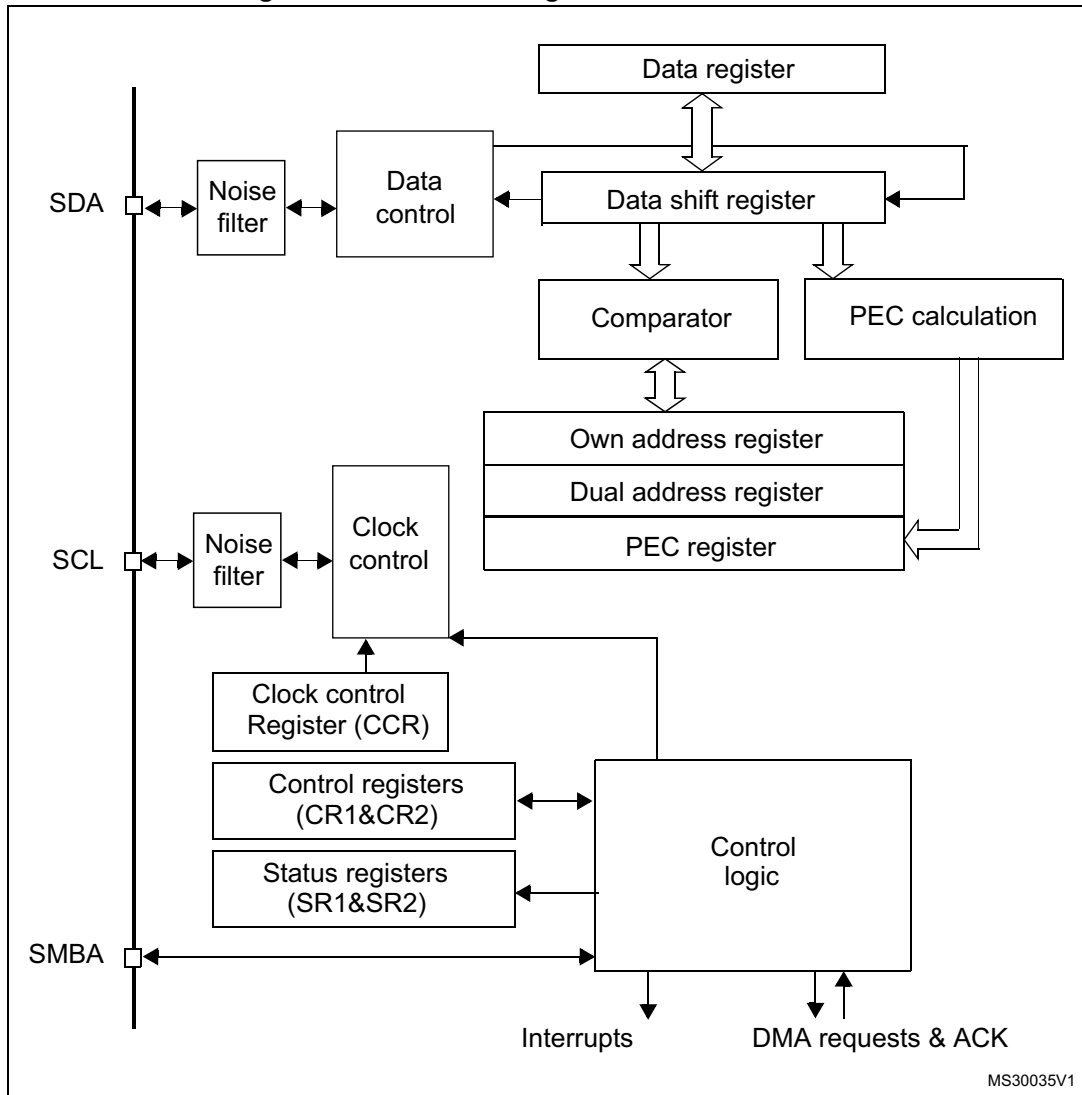 Data register
SDA
Noise
filter
Data
control
Data shift register
Comparator
PEC calculation
Own address register
Dual address register
PEC register
SCL
Noise
filter
Clock
control
Clock control
Register (CCR)
Control registers
(CR1&CR2)
Status registers
(SR1&SR2)
Control
logic
SMBA
Interrupts
DMA requests & ACK
MS30035V1